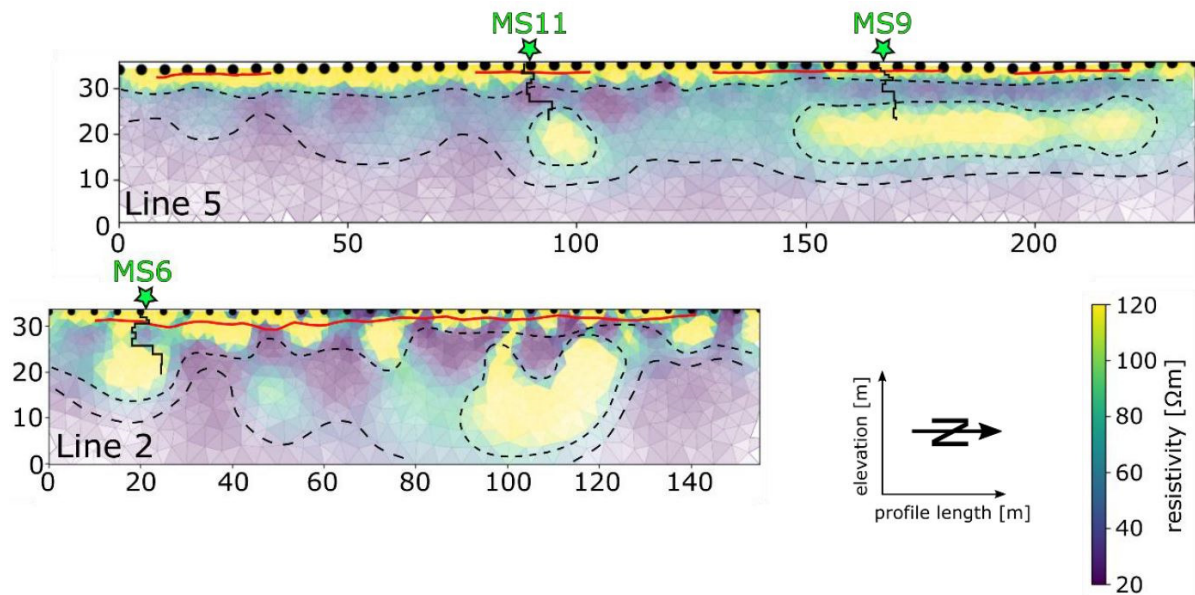 MS11 MS9
30
20
10
0
Line 5
0 50 100 150 200
MS6
30
20
10
0
Line 2
0 20 40 60 80 100 120 140
elevation [m]
N
profile length [m]
120
100
80
60
40
20
resistivity [Ωm]